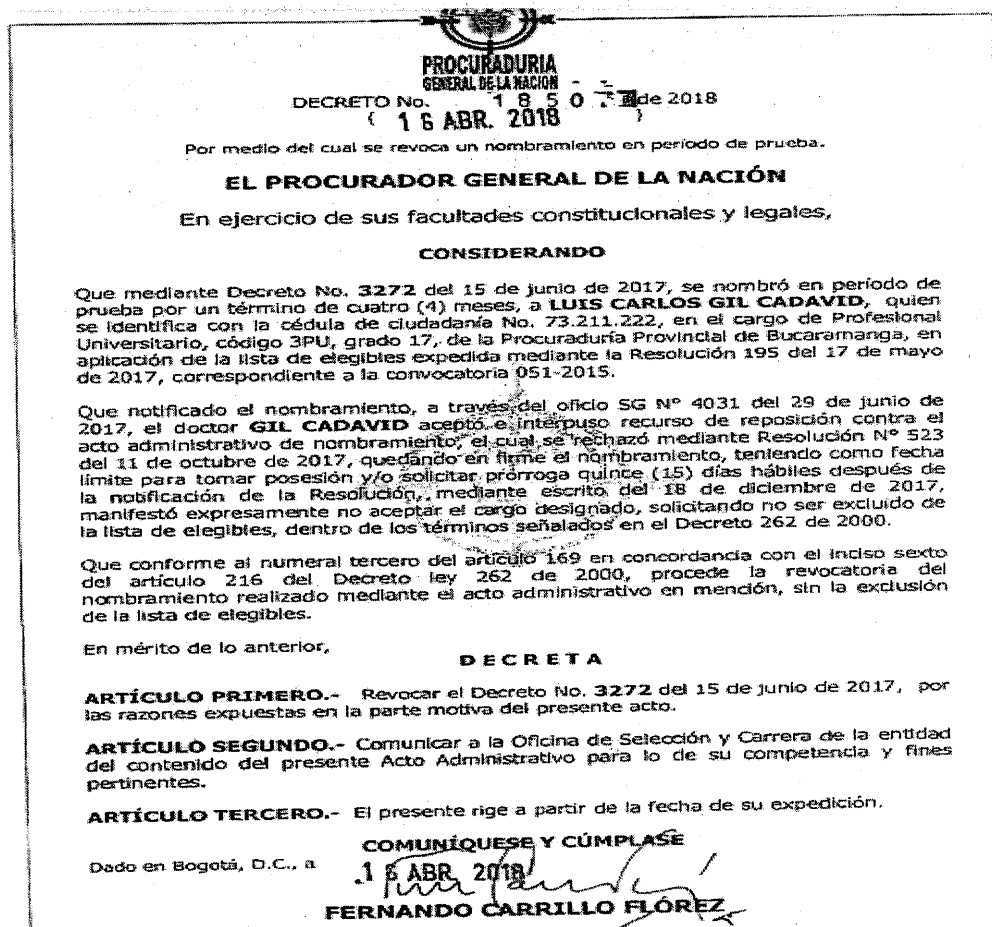 PROCURADURIA
GENERAL DE LA NACION
DECRETO No. 1850 de 2018
( 16 ABR. 2018 )
Por medio del cual se revoca un nombramiento en período de prueba.
EL PROCURADOR GENERAL DE LA NACIÓN
En ejercicio de sus facultades constitucionales y legales,
CONSIDERANDO
Que mediante Decreto No. 3272 del 15 de junio de 2017, se nombró en período de
prueba por un término de cuatro (4) meses, a LUIS CARLOS GIL CADAVID, quien
se identifica con la cédula de ciudadanía No. 73.211.222, en el cargo de Profesional
Universitario, código 3PU, grado 17, de la Procuraduría Provincial de Bucaramanga, en
aplicación de la lista de elegibles expedida mediante la Resolución 195 del 17 de mayo
de 2017, correspondiente a la convocatoria 051-2015.
Que notificado el nombramiento, a través del oficio SG Nº 4031 del 29 de junio de
2017, el doctor GIL CADAVID aceptó e interpuso recurso de reposición contra el
acto administrativo de nombramiento, el cual se rechazó mediante Resolución Nº 523
del 11 de octubre de 2017, quedando en firme el nombramiento, teniendo como fecha
límite para tomar posesión y/o solicitar prórroga quince (15) días hábiles después de
la notificación de la Resolución, mediante escrito del 18 de diciembre de 2017,
manifestó expresamente no aceptar el cargo designado, solicitando no ser excluido de
la lista de elegibles, dentro de los términos señalados en el Decreto 262 de 2000.
Que conforme al numeral tercero del artículo 169 en concordancia con el inciso sexto
del artículo 216 del Decreto ley 262 de 2000, procede la revocatoria del
nombramiento realizado mediante el acto administrativo en mención, sin la exclusión
de la lista de elegibles.
En mérito de lo anterior,
DECRETA
ARTÍCULO PRIMERO.- Revocar el Decreto No. 3272 del 15 de junio de 2017, por
las razones expuestas en la parte motiva del presente acto.
ARTÍCULO SEGUNDO.- Comunicar a la Oficina de Selección y Carrera de la entidad
del contenido del presente Acto Administrativo para lo de su competencia y fines
pertinentes.
ARTÍCULO TERCERO.- El presente rige a partir de la fecha de su expedición.
COMUNÍQUESE Y CÚMPLASE
Dado en Bogotá, D.C., a 16 ABR. 2018
FERNANDO CARRILLO FLÓREZ